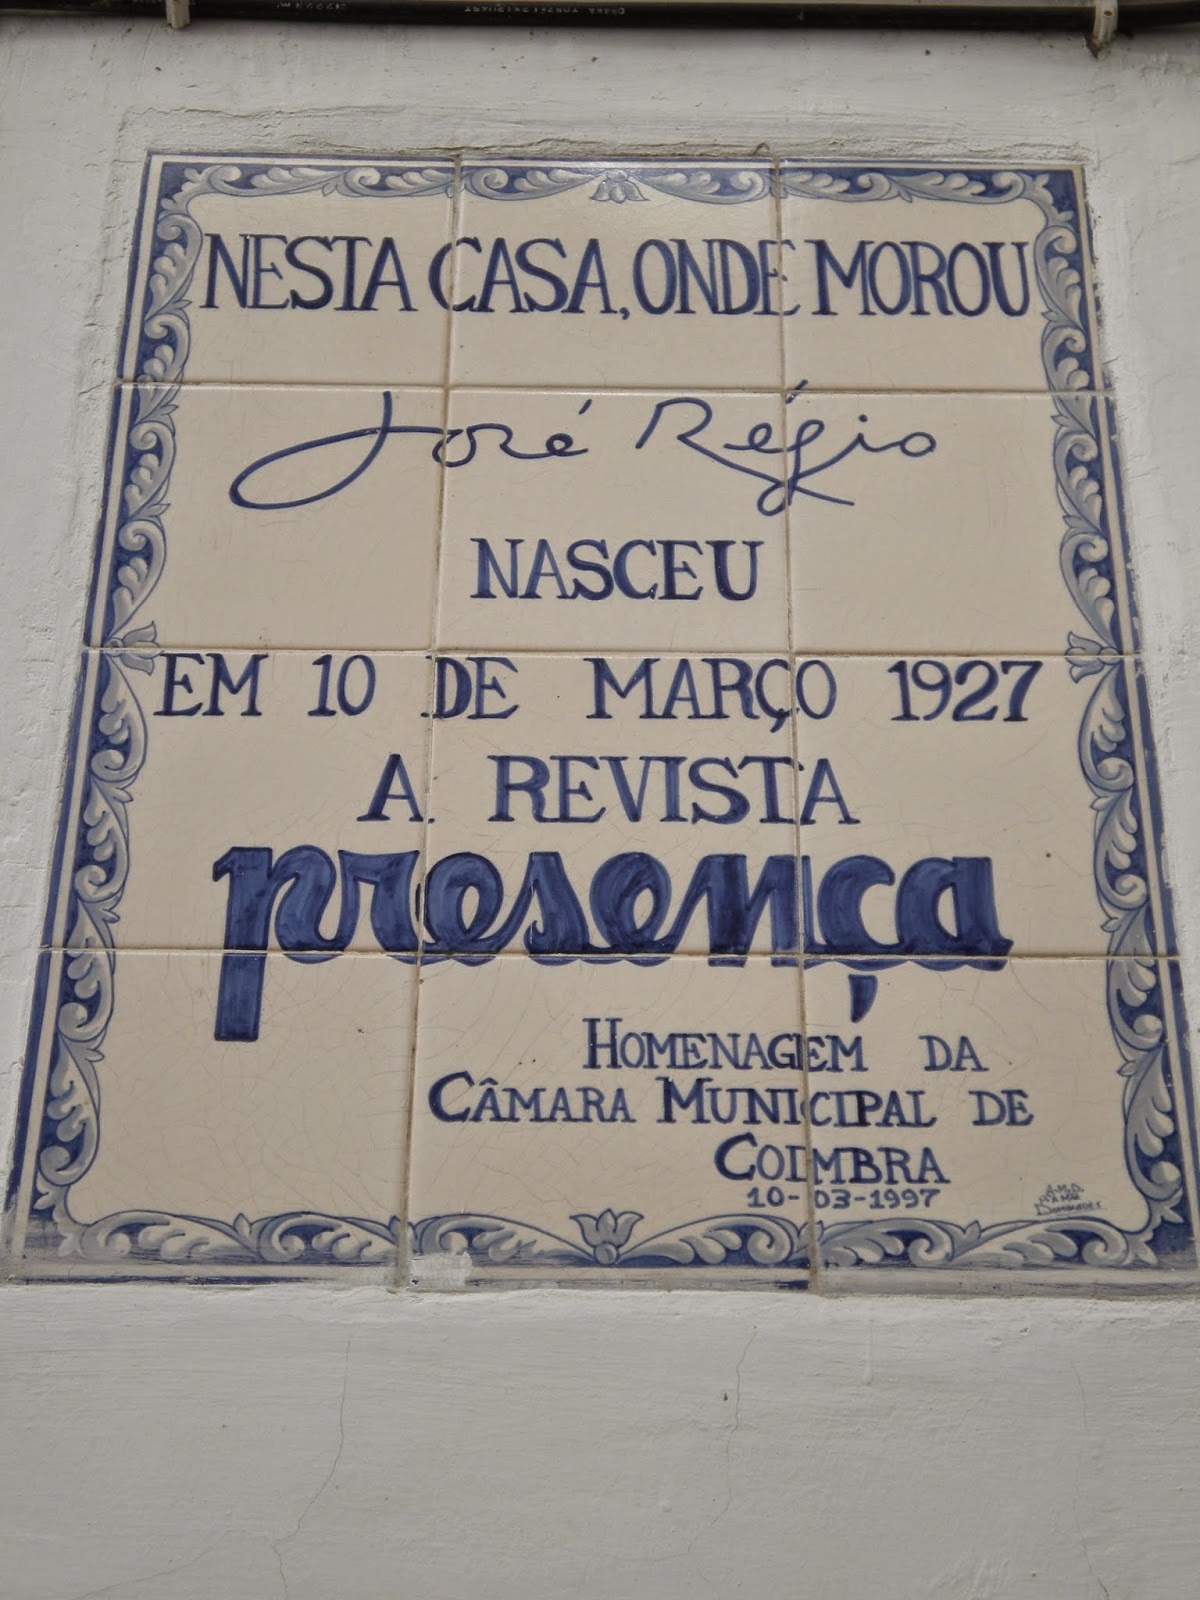 NESTA CASA, ONDE MOROU
José Régio
NASCEU
EM 10 DE MARÇO 1927
A REVISTA
presença
HOMENAGEM DA
CÂMARA MUNICIPAL DE
COIMBRA
10-03-1997